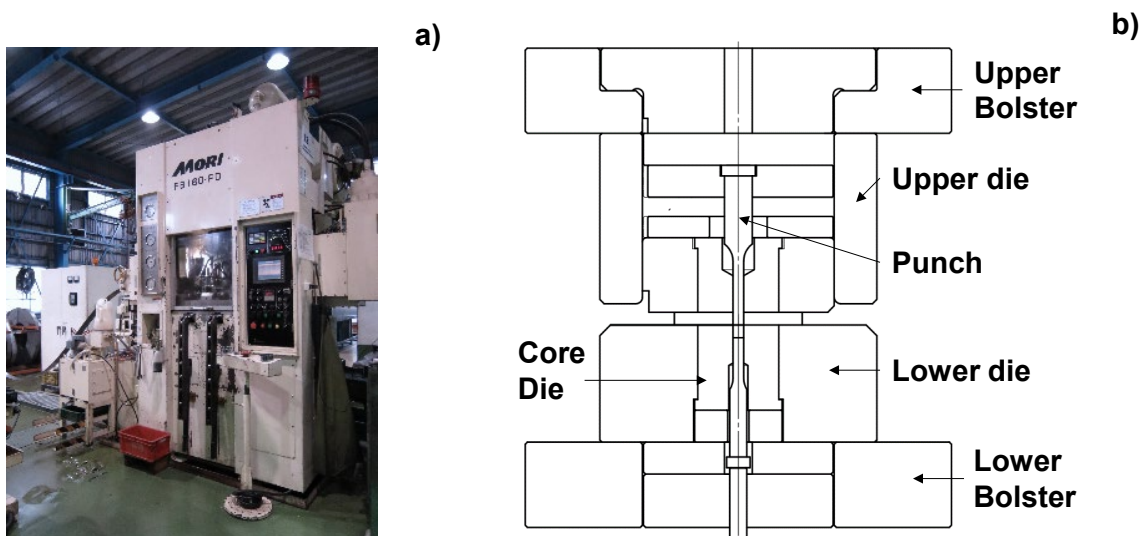 a)
MORI
FB160-FD
b)
Upper
Bolster
Upper die
Punch
Core
Die
Lower die
Lower
Bolster